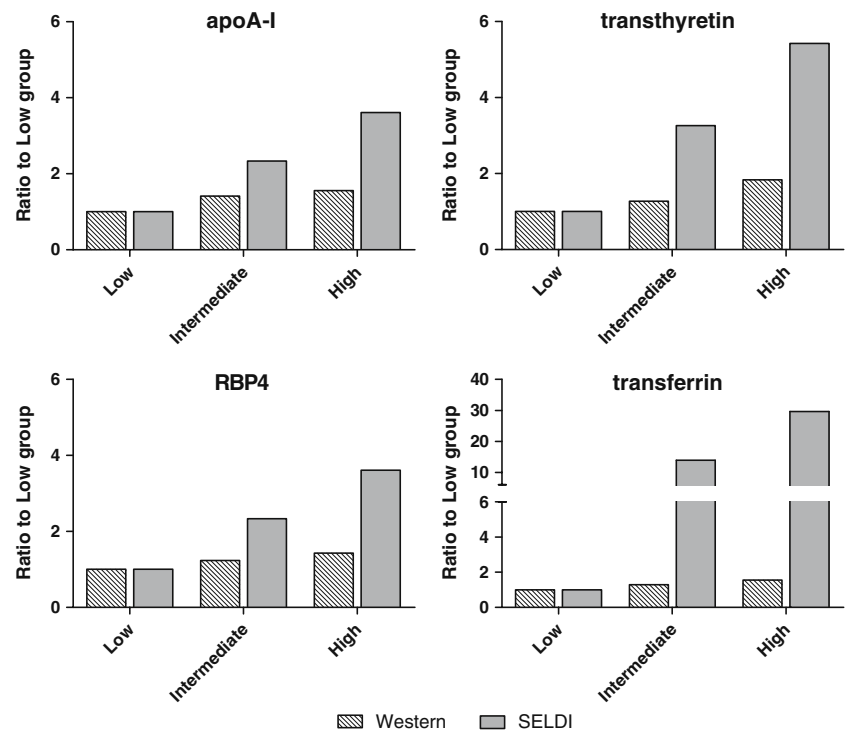 apoA-I
Ratio to Low group
6
4
2
0
Low
Intermediate
High
transthyretin
Ratio to Low group
6
4
2
0
Low
Intermediate
High
RBP4
Ratio to Low group
6
4
2
0
Low
Intermediate
High
transferrin
Ratio to Low group
40
30
20
10
6
4
2
0
Low
Intermediate
High
Western
SELDI